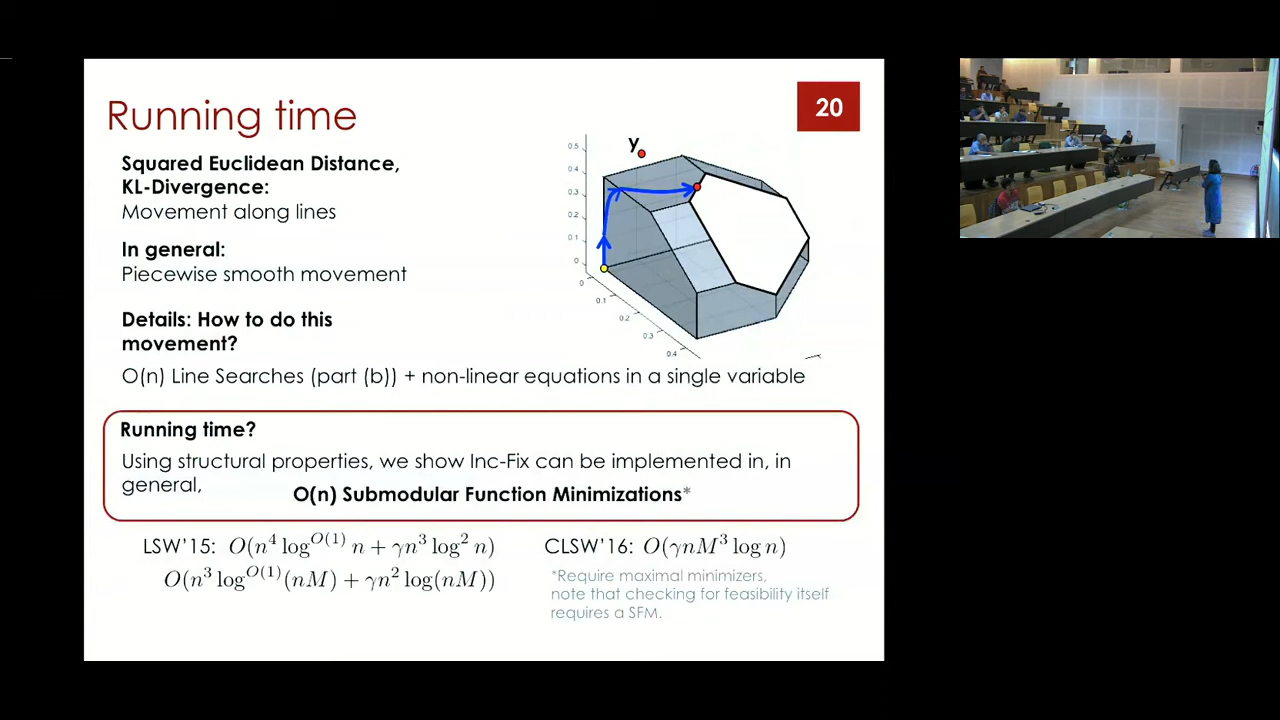 Running time
20
Squared Euclidean Distance,
KL-Divergence:
Movement along lines
In general:
Piecewise smooth movement
Details: How to do this
movement?
y
0.5
0.4
0.3
0.2
0.1
0
0
0.1
0.2
0.3
0.4
O(n) Line Searches (part (b)) + non-linear equations in a single variable
Running time?
Using structural properties, we show Inc-Fix can be implemented in, in
general,
O(n) Submodular Function Minimizations*
LSW'15: O(n⁴ log^{O(1)} n + γn³ log² n)
O(n³ log^{O(1)}(nM) + γn² log(nM))
CLSW'16: O(γnM³ log n)
*Require maximal minimizers,
note that checking for feasibility itself
requires a SFM.